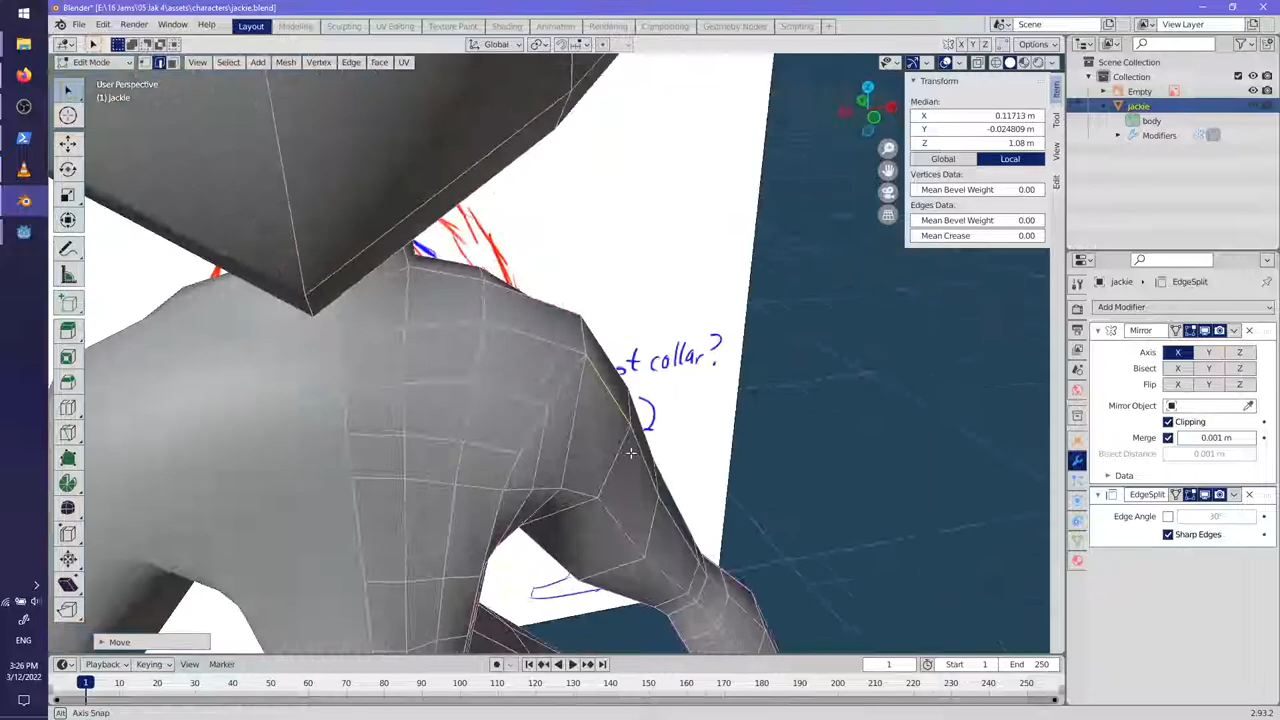 Blender* [E:\16 Jams\05 Jak 4\assets\characters\jackie.blend]
File Edit Render Window Help Layout Modeling Sculpting UV Editing Texture Paint Shading Animation Rendering Compositing Geometry Nodes Scripting + Scene View Layer
Global X Y Z Options
Edit Mode View Select Add Mesh Vertex Edge Face UV
User Perspective
(1) Jackie
Transform
Median:
X 0.11713 m
Y -0.024809 m
Z 1.08 m
Global Local
Vertices Data:
Mean Bevel Weight 0.00
Edges Data:
Mean Bevel Weight 0.00
Mean Crease 0.00
Item
Tool
View
Edit
Scene Collection
Collection
Empty
jackie
body
Modifiers
jackie EdgeSplit
Add Modifier
Mirror
Axis X Y Z
Bisect X Y Z
Flip X Y Z
Mirror Object
Clipping
Merge 0.001 m
Bisect Distance 0.001 m
Data
EdgeSplit
Edge Angle 30°
Sharp Edges
collar?
Move
Playback Keying View Marker 1 Start 1 End 250
1 10 20 30 40 50 60 70 80 90 100 110 120 130 140 150 160 170 180 190 200 210 220 230 240 250
Alt Axis Snap 2.93.2
ENG
3:26 PM
3/12/2022